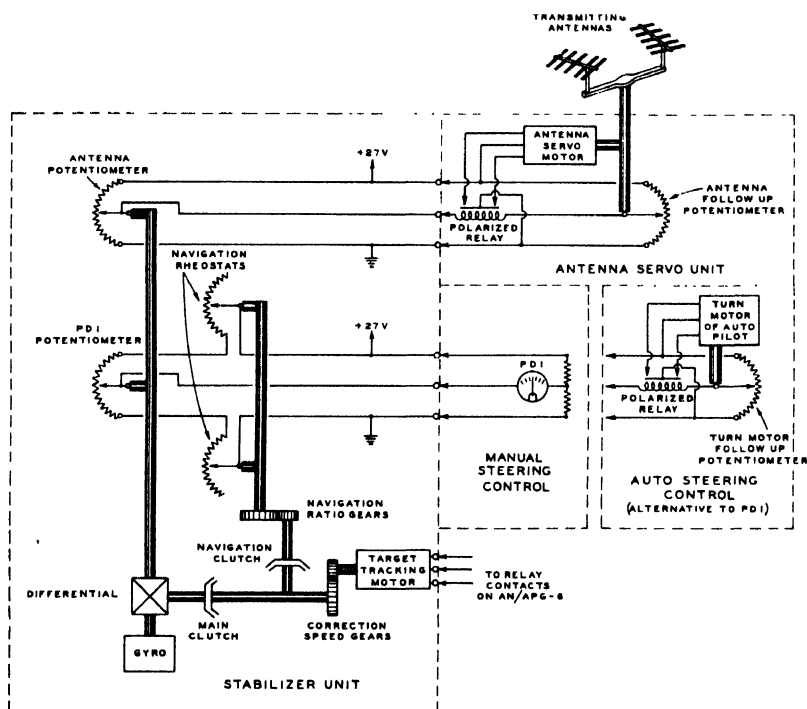 TRANSMITTING
ANTENNAS
ANTENNA
POTENTIOMETER
+27V
ANTENNA
SERVO
MOTOR
ANTENNA
FOLLOW UP
POTENTIOMETER
POLARIZED
RELAY
NAVIGATION
RHEOSTATS
ANTENNA SERVO UNIT
PDI
POTENTIOMETER
+27V
PDI
TURN
MOTOR
OF AUTO
PILOT
POLARIZED
RELAY
TURN MOTOR
FOLLOW UP
POTENTIOMETER
MANUAL
STEERING
CONTROL
AUTO STEERING
CONTROL
(ALTERNATIVE TO PDI)
NAVIGATION
RATIO GEARS
NAVIGATION
CLUTCH
TARGET
TRACKING
MOTOR
TO RELAY
CONTACTS
ON AN/APG-6
DIFFERENTIAL
MAIN
CLUTCH
CORRECTION
SPEED GEARS
GYRO
STABILIZER UNIT